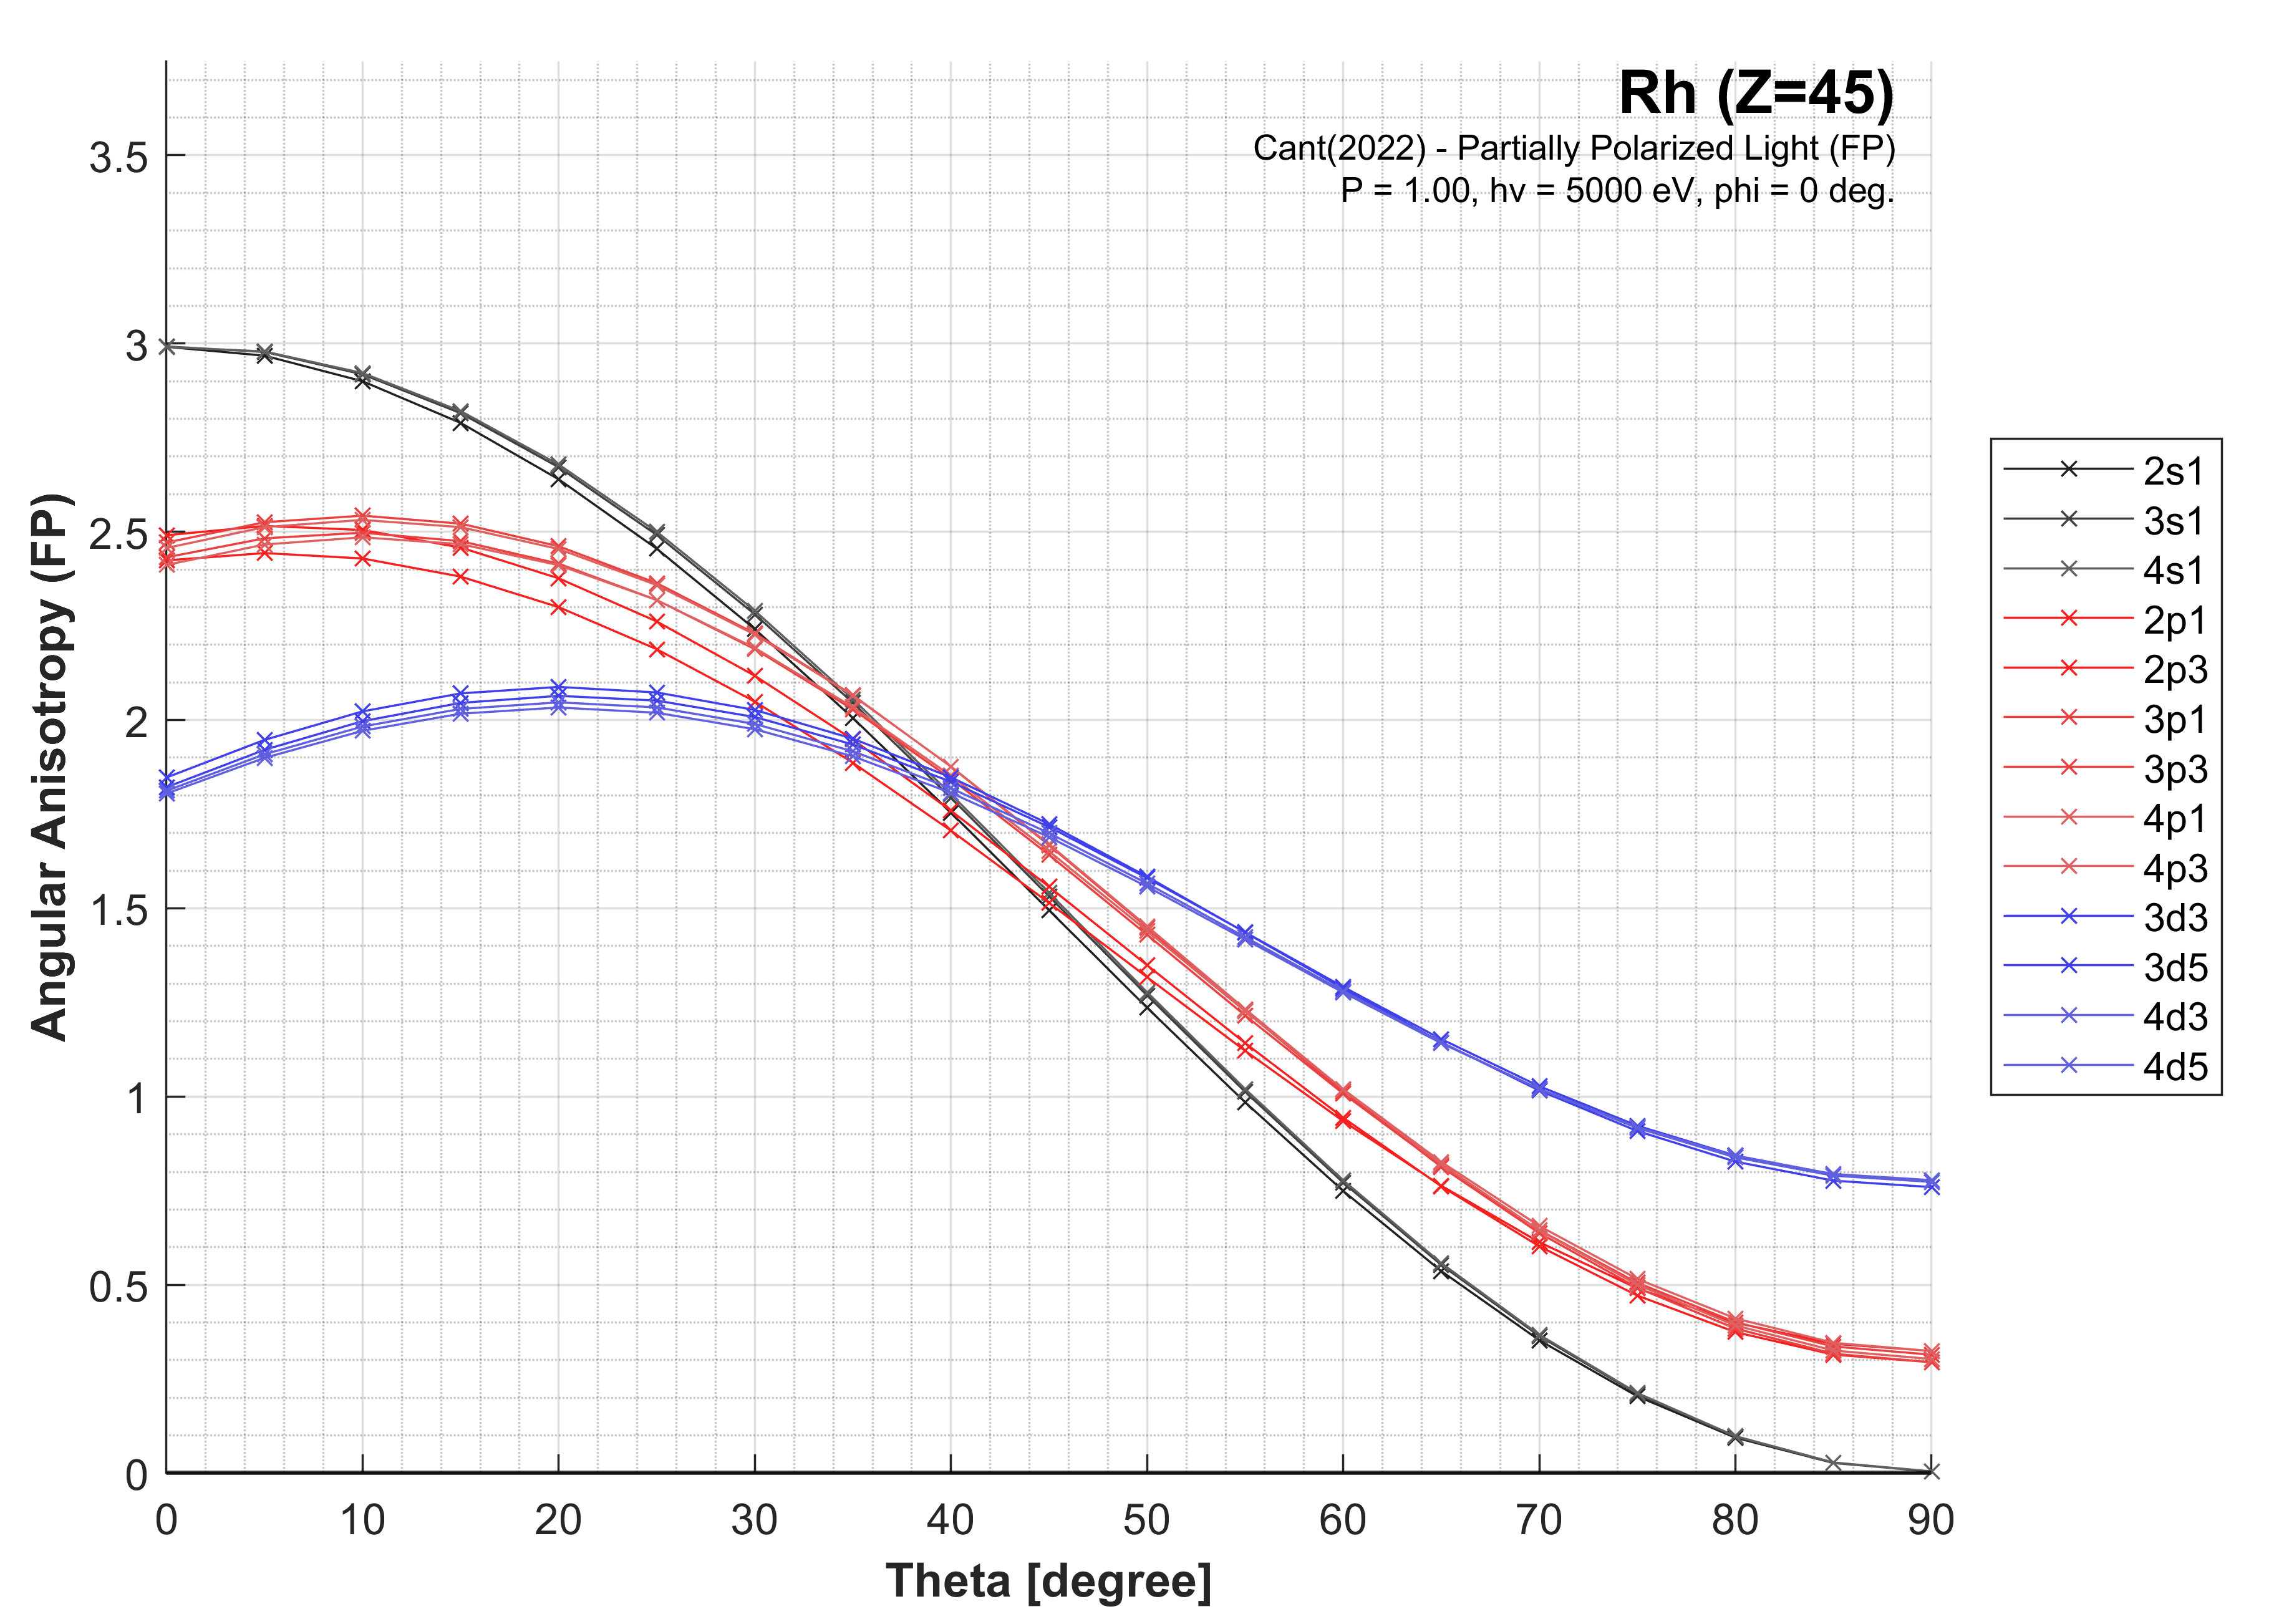 Rh (Z=45)
Cant(2022) - Partially Polarized Light (FP)
P = 1.00, hv = 5000 eV, phi = 0 deg.
Angular Anisotropy (FP)
3.5
3
2.5
2
1.5
1
0.5
0
0 10 20 30 40 50 60 70 80 90
Theta [degree]
2s1
3s1
4s1
2p1
2p3
3p1
3p3
4p1
4p3
3d3
3d5
4d3
4d5